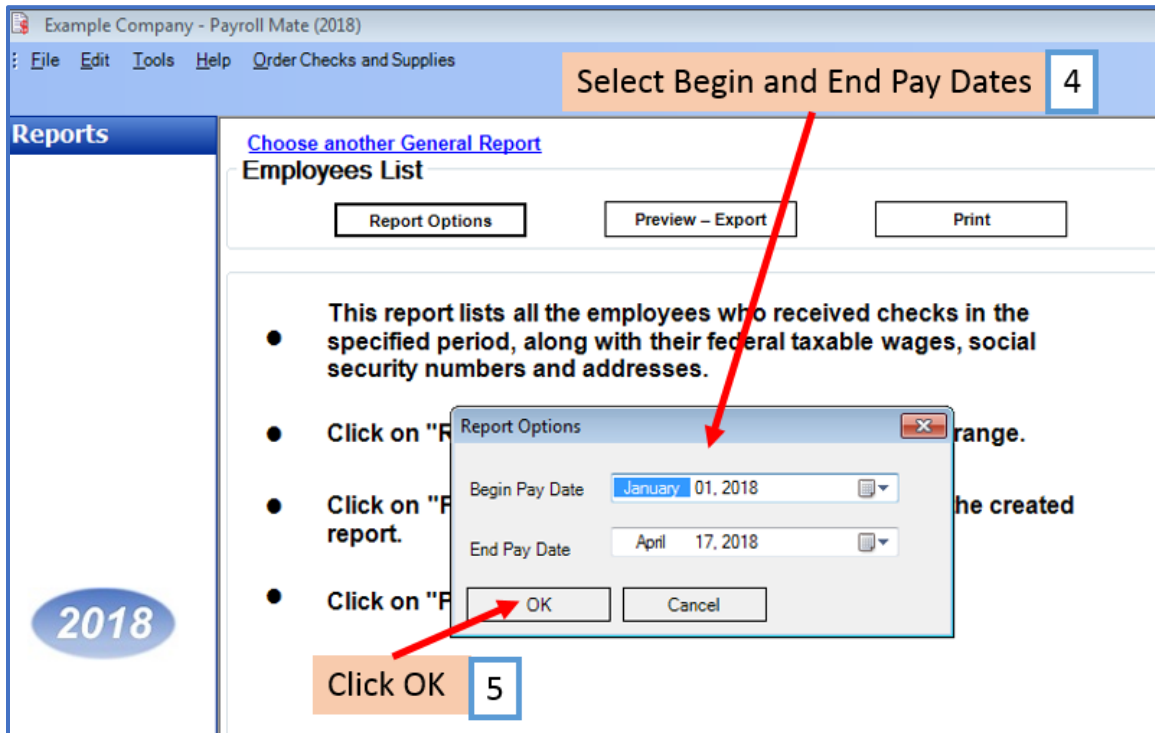 Example Company - Payroll Mate (2018)
File Edit Tools Help Order Checks and Supplies
Select Begin and End Pay Dates 4
Reports
Choose another General Report
Employees List
Report Options Preview – Export Print
This report lists all the employees who received checks in the
specified period, along with their federal taxable wages, social
security numbers and addresses.
Click on "R
range.
Click on "F
he created
report.
Click on "F
Report Options
Begin Pay Date January 01, 2018
End Pay Date April 17, 2018
OK Cancel
2018
Click OK 5